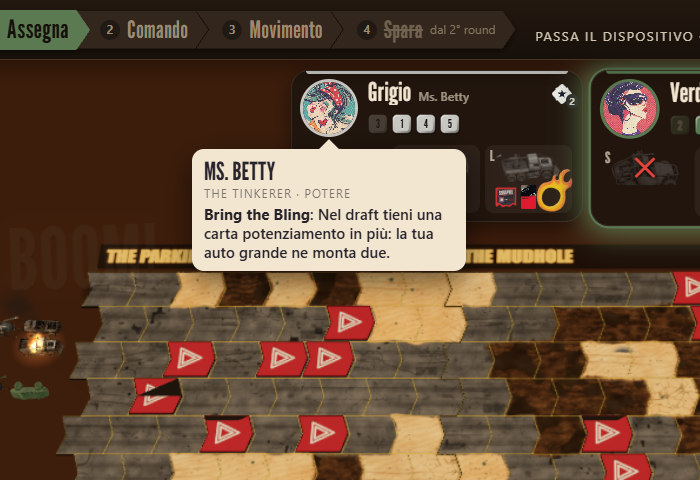 Assegna
2 Comando
3 Movimento
4 Spara dal 2° round
PASSA IL DISPOSITIVO
Grigio Ms. Betty
2
3 1 4 5
2
L
S
MS. BETTY
THE TINKERER · POTERE
Bring the Bling: Nel draft tieni una
carta potenziamento in più: la tua
auto grande ne monta due.
BOOM!
THE MUDHOLE